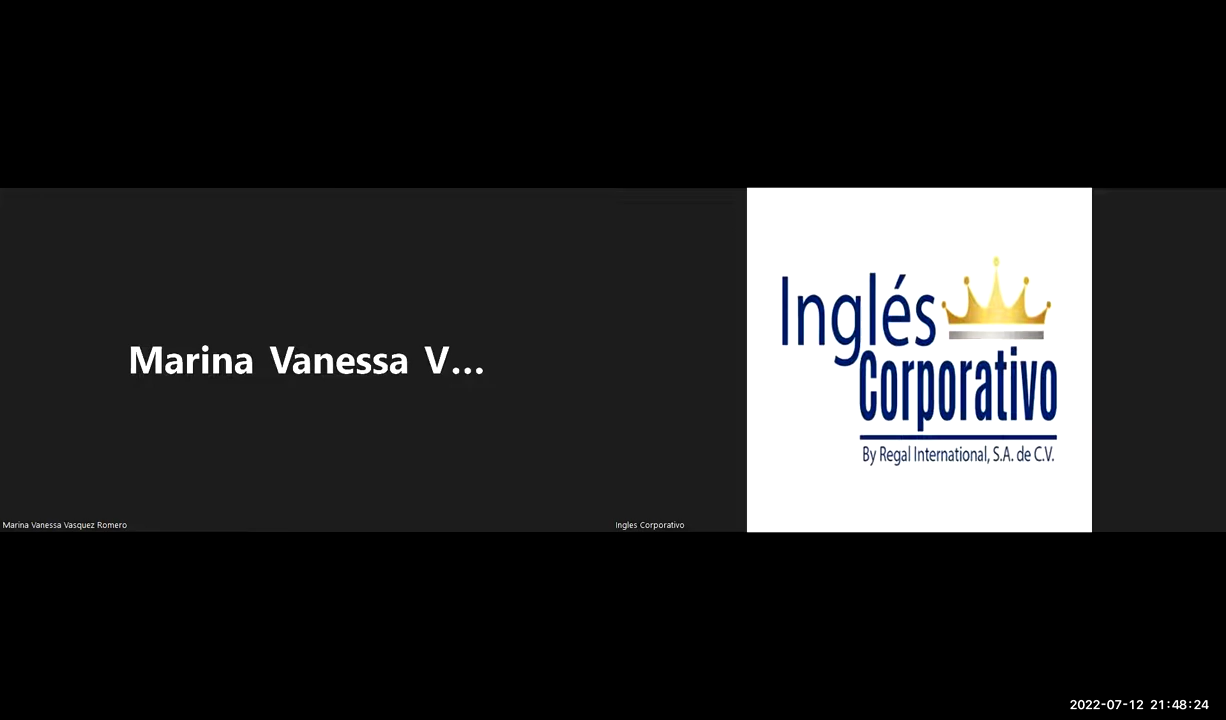 Marina Vanessa V...
Marina Vanessa Vasquez Romero
Inglés
Corporativo
By Regal International, S.A. de C.V.
Ingles Corporativo
2022-07-12 21:48:24